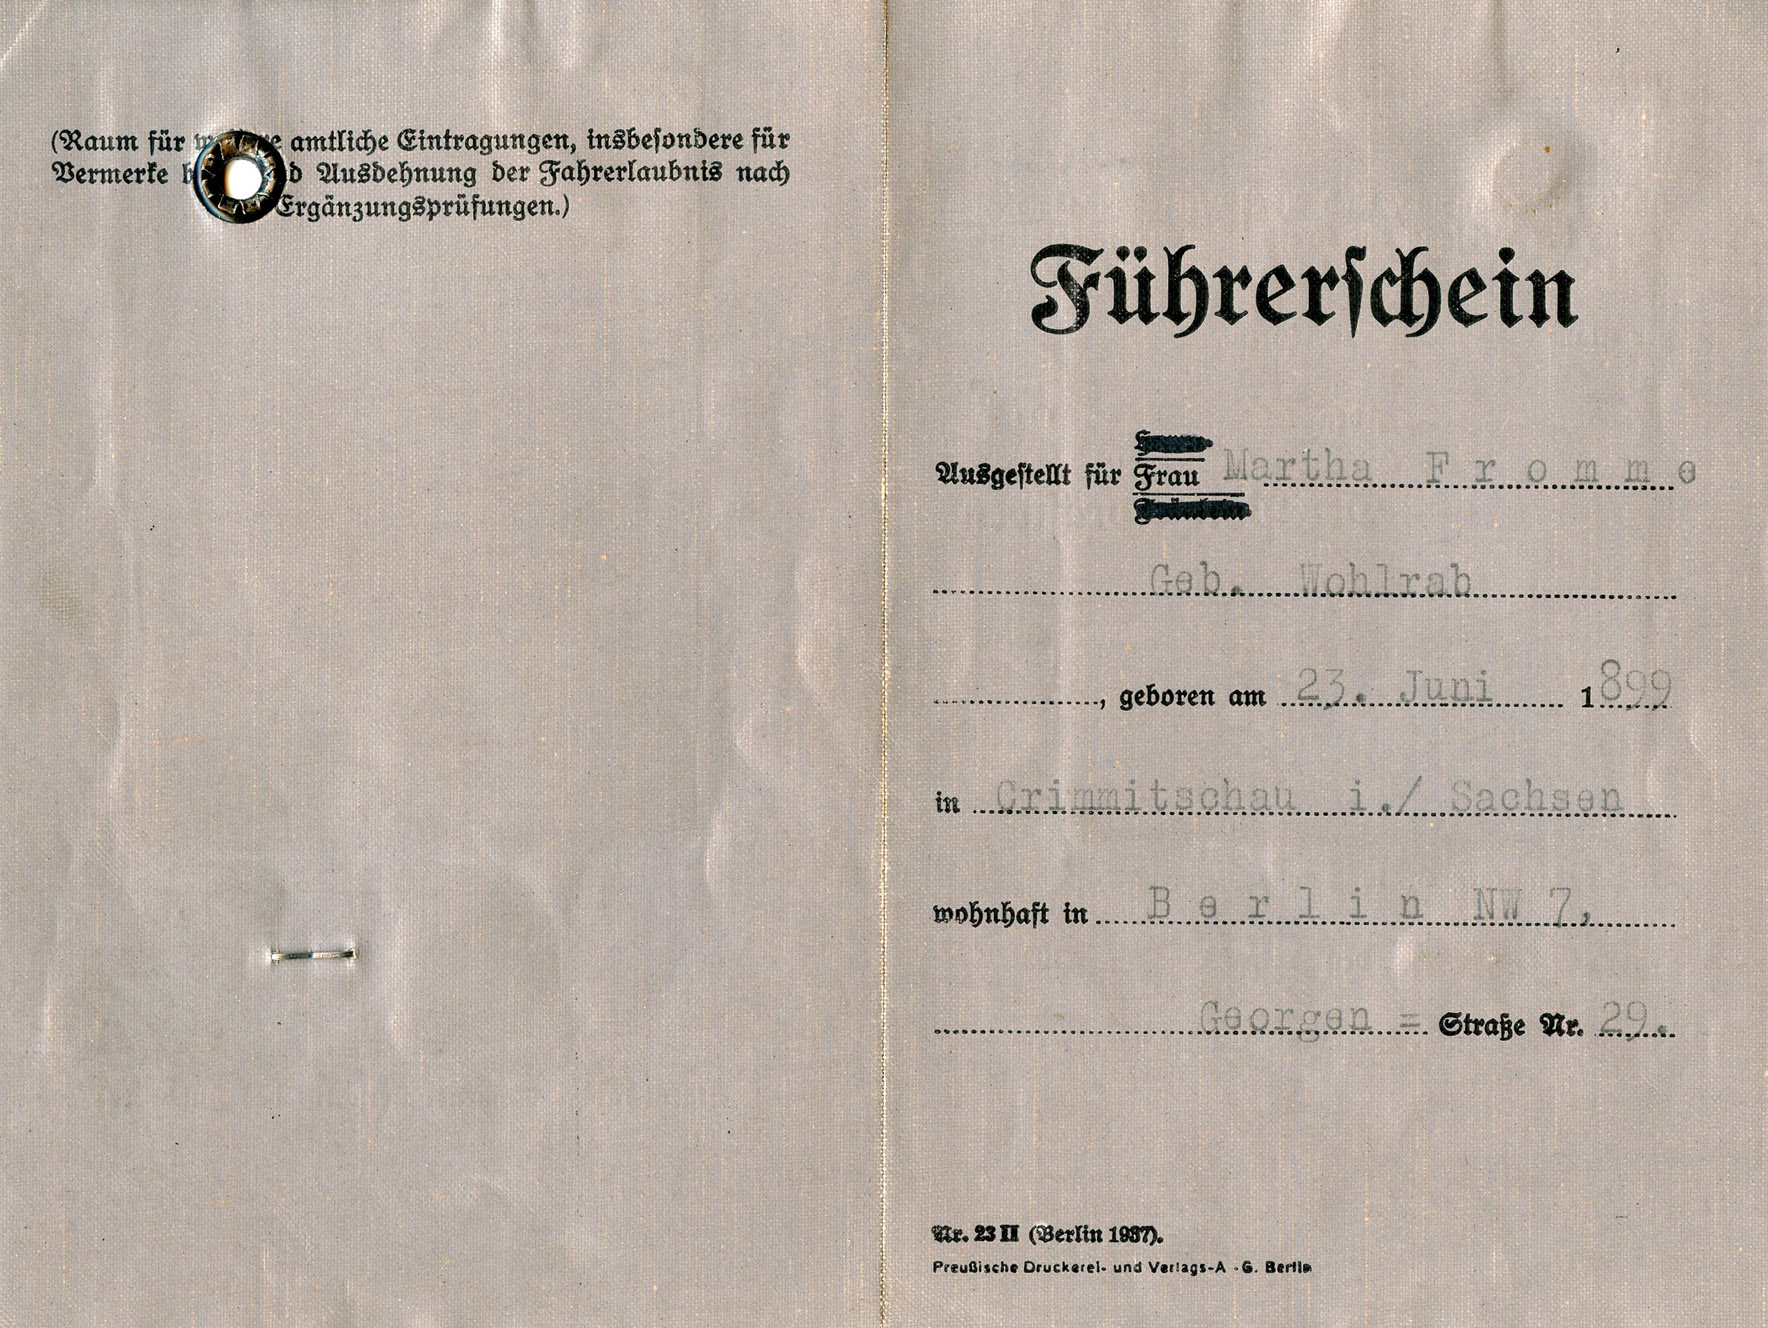 (Raum für amtliche Eintragungen, insbesondere für
Vermerke Ausdehnung der Fahrerlaubnis nach
Ergänzungsprüfungen.)
Führerschein
Ausgestellt für Frau Martha Fromme
Geb. Wohlrab
, geboren am 23. Juni 1899
in Crimmitschau i./ Sachsen
wohnhaft in Berlin NW 7,
Georgen = Straße Nr. 29.
Nr. 23 II (Berlin 1937).
Preußische Druckerei- und Verlags-A.-G. Berlin